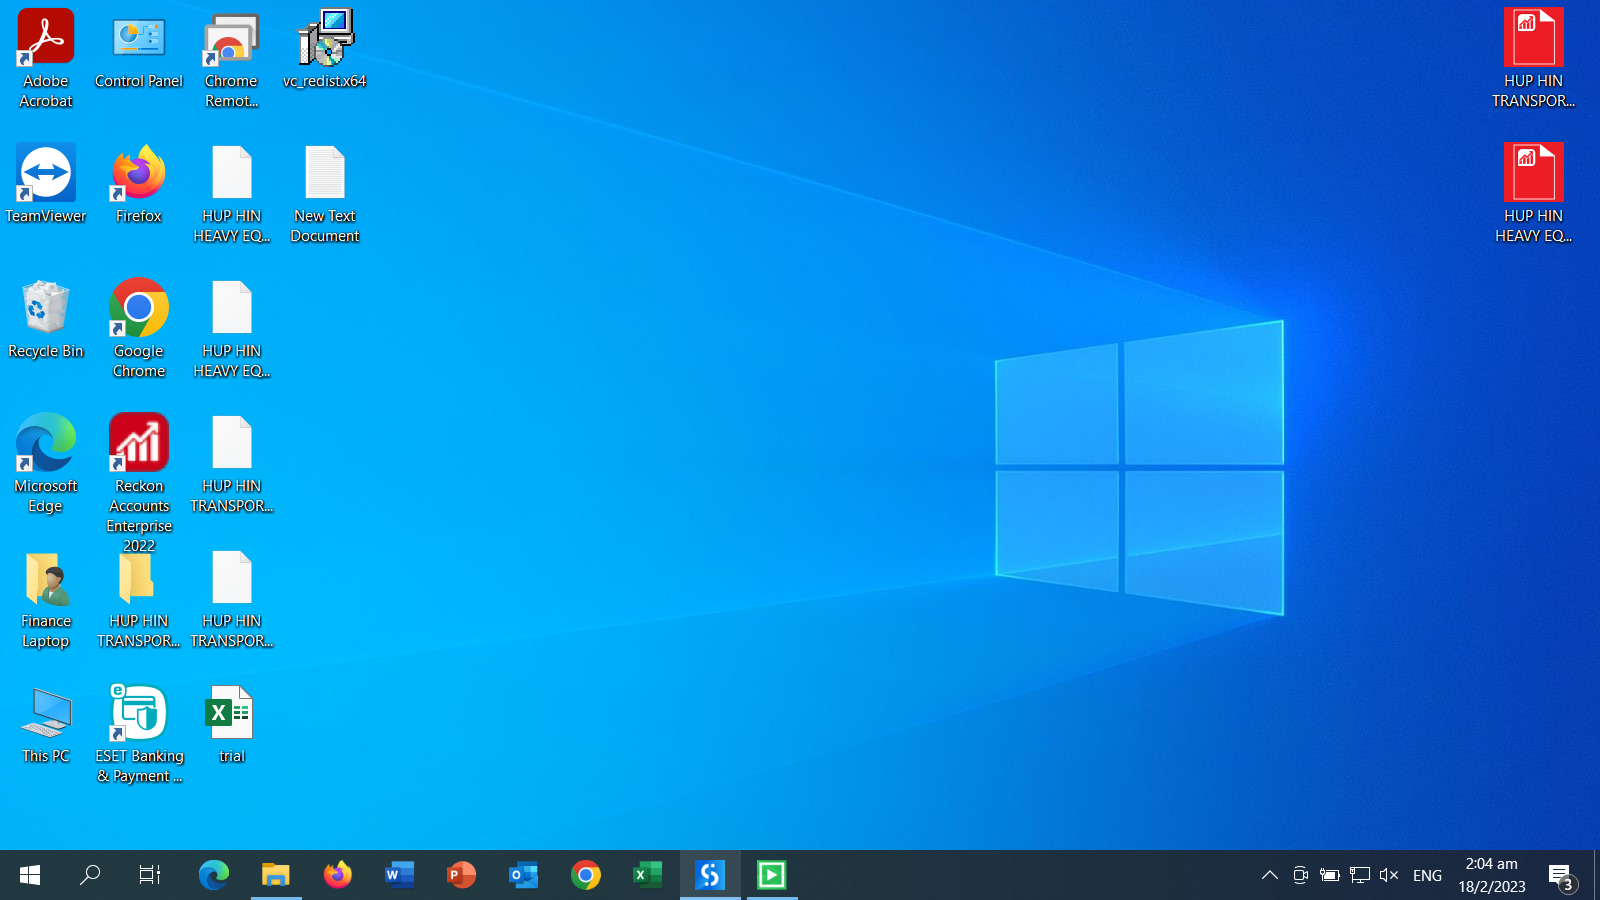 Adobe
Acrobat
Control Panel
Chrome
Remot...
vc_redist.x64
HUP HIN
TRANSPOR...
TeamViewer
Firefox
HUP HIN
HEAVY EQ...
New Text
Document
HUP HIN
HEAVY EQ...
Recycle Bin
Google
Chrome
HUP HIN
HEAVY EQ...
Microsoft
Edge
Reckon
Accounts
Enterprise
2022
HUP HIN
TRANSPOR...
Finance
Laptop
HUP HIN
TRANSPOR...
HUP HIN
TRANSPOR...
This PC
ESET Banking
& Payment ...
trial
ENG
2:04 am
18/2/2023
3